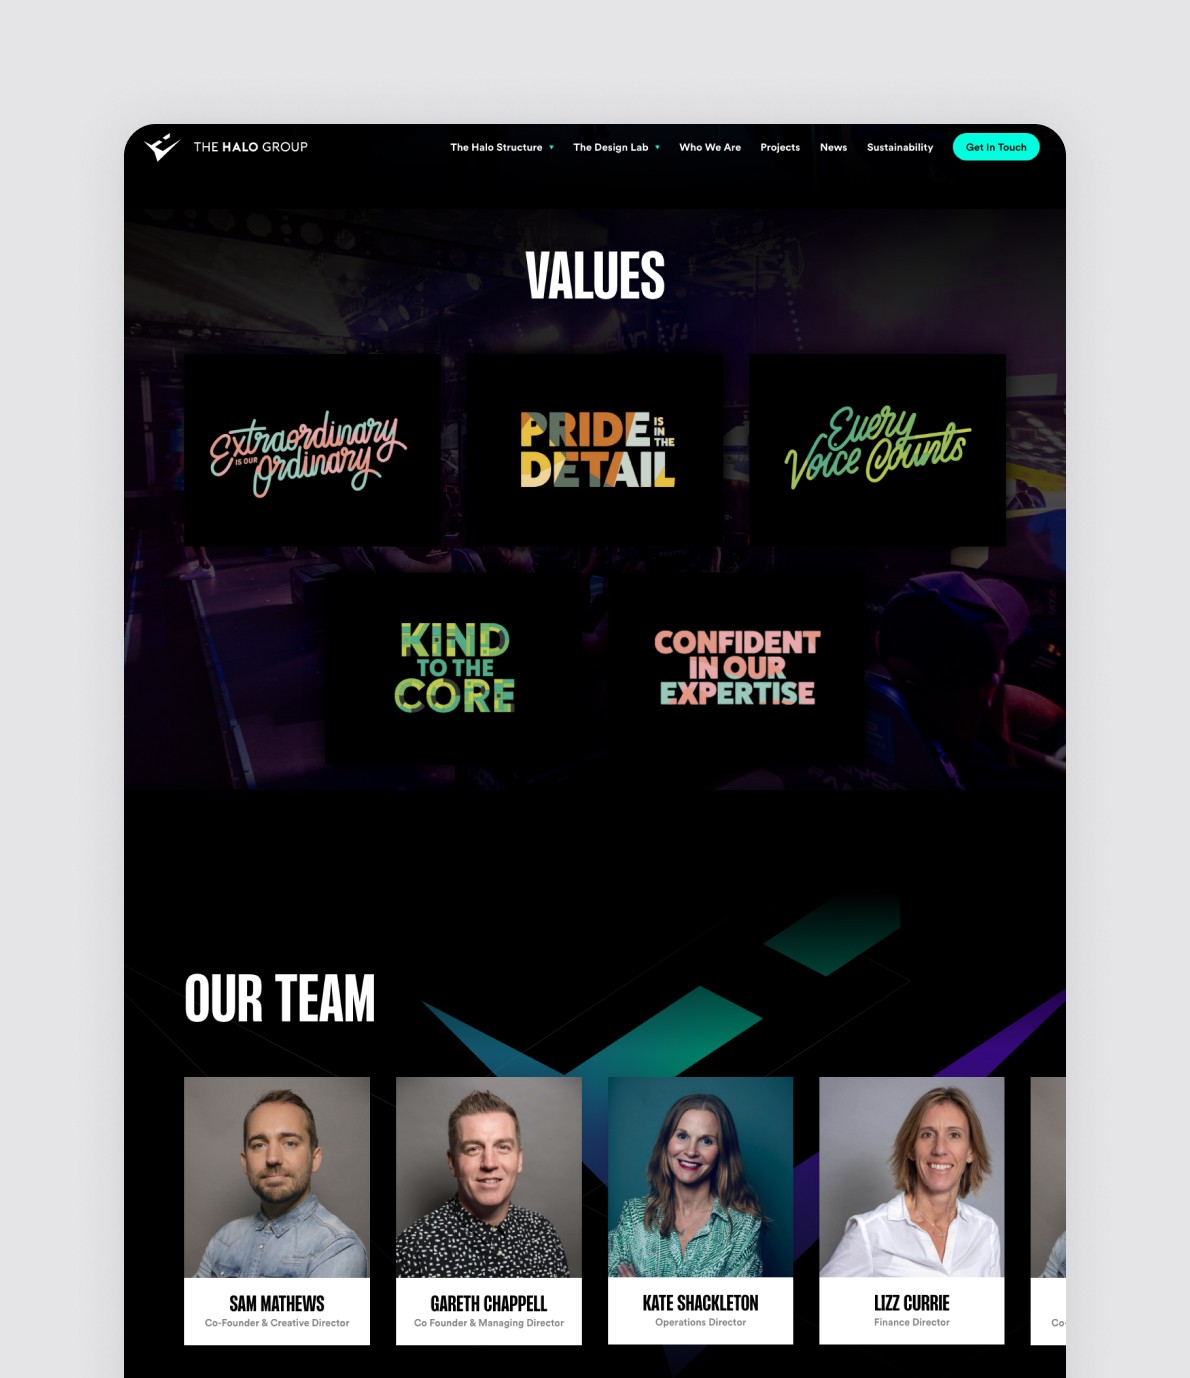 THE HALO GROUP
The Halo Structure
The Design Lab
Who We Are
Projects
News
Sustainability
Get In Touch
VALUES
Extraordinary
IS OUR
Ordinary
PRIDE IS IN THE
DETAIL
Every
Voice Counts
KIND
TO THE
CORE
CONFIDENT
IN OUR
EXPERTISE
OUR TEAM
SAM MATHEWS
Co-Founder & Creative Director
GARETH CHAPPELL
Co Founder & Managing Director
KATE SHACKLETON
Operations Director
LIZZ CURRIE
Finance Director
Co-